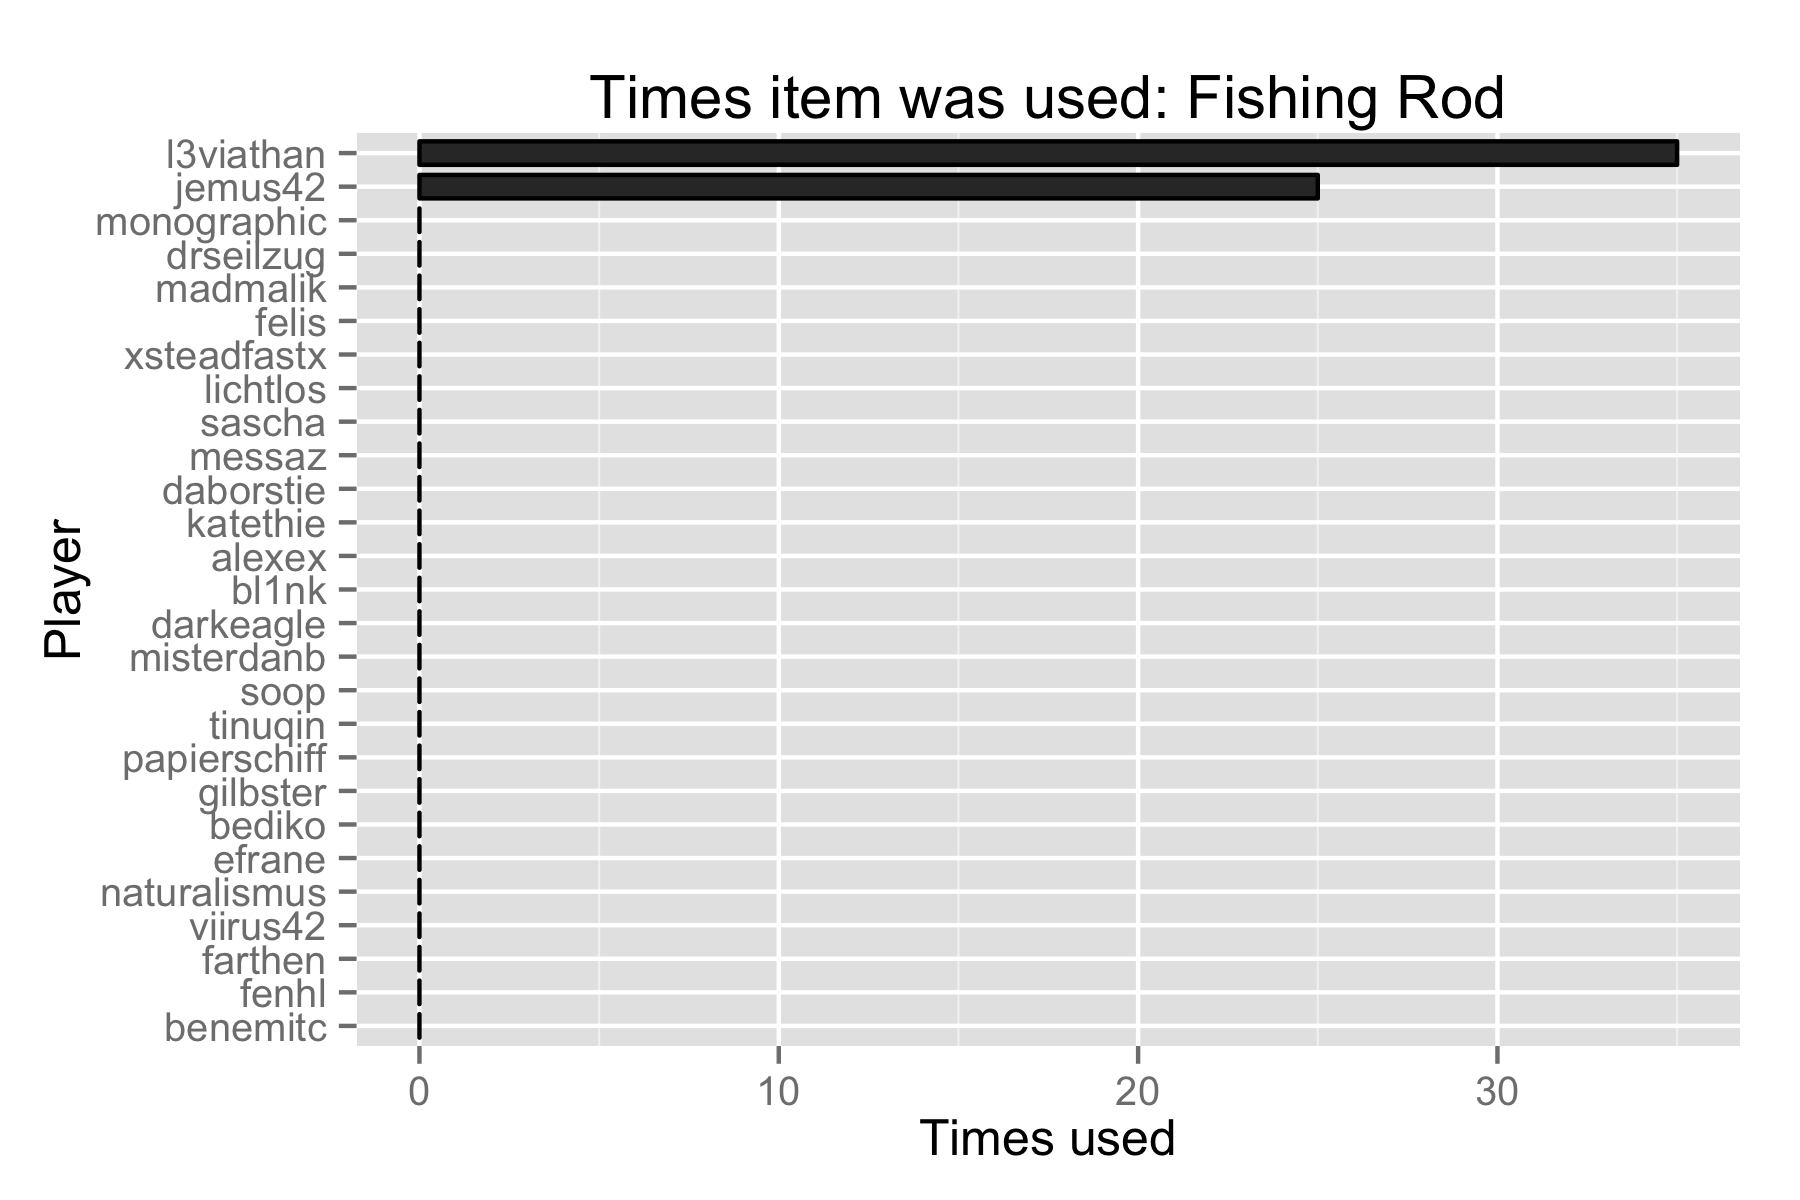 Times item was used: Fishing Rod
Player
l3viathan
jemus42
monographic
drseilzug
madmalik
felis
xsteadfastx
lichtlos
sascha
messaz
daborstie
katethie
alexex
bl1nk
darkeagle
misterdanb
soop
tinuqin
papierschiff
gilbster
bediko
efrane
naturalismus
viirus42
farthen
fenhl
benemitc
0 10 20 30
Times used